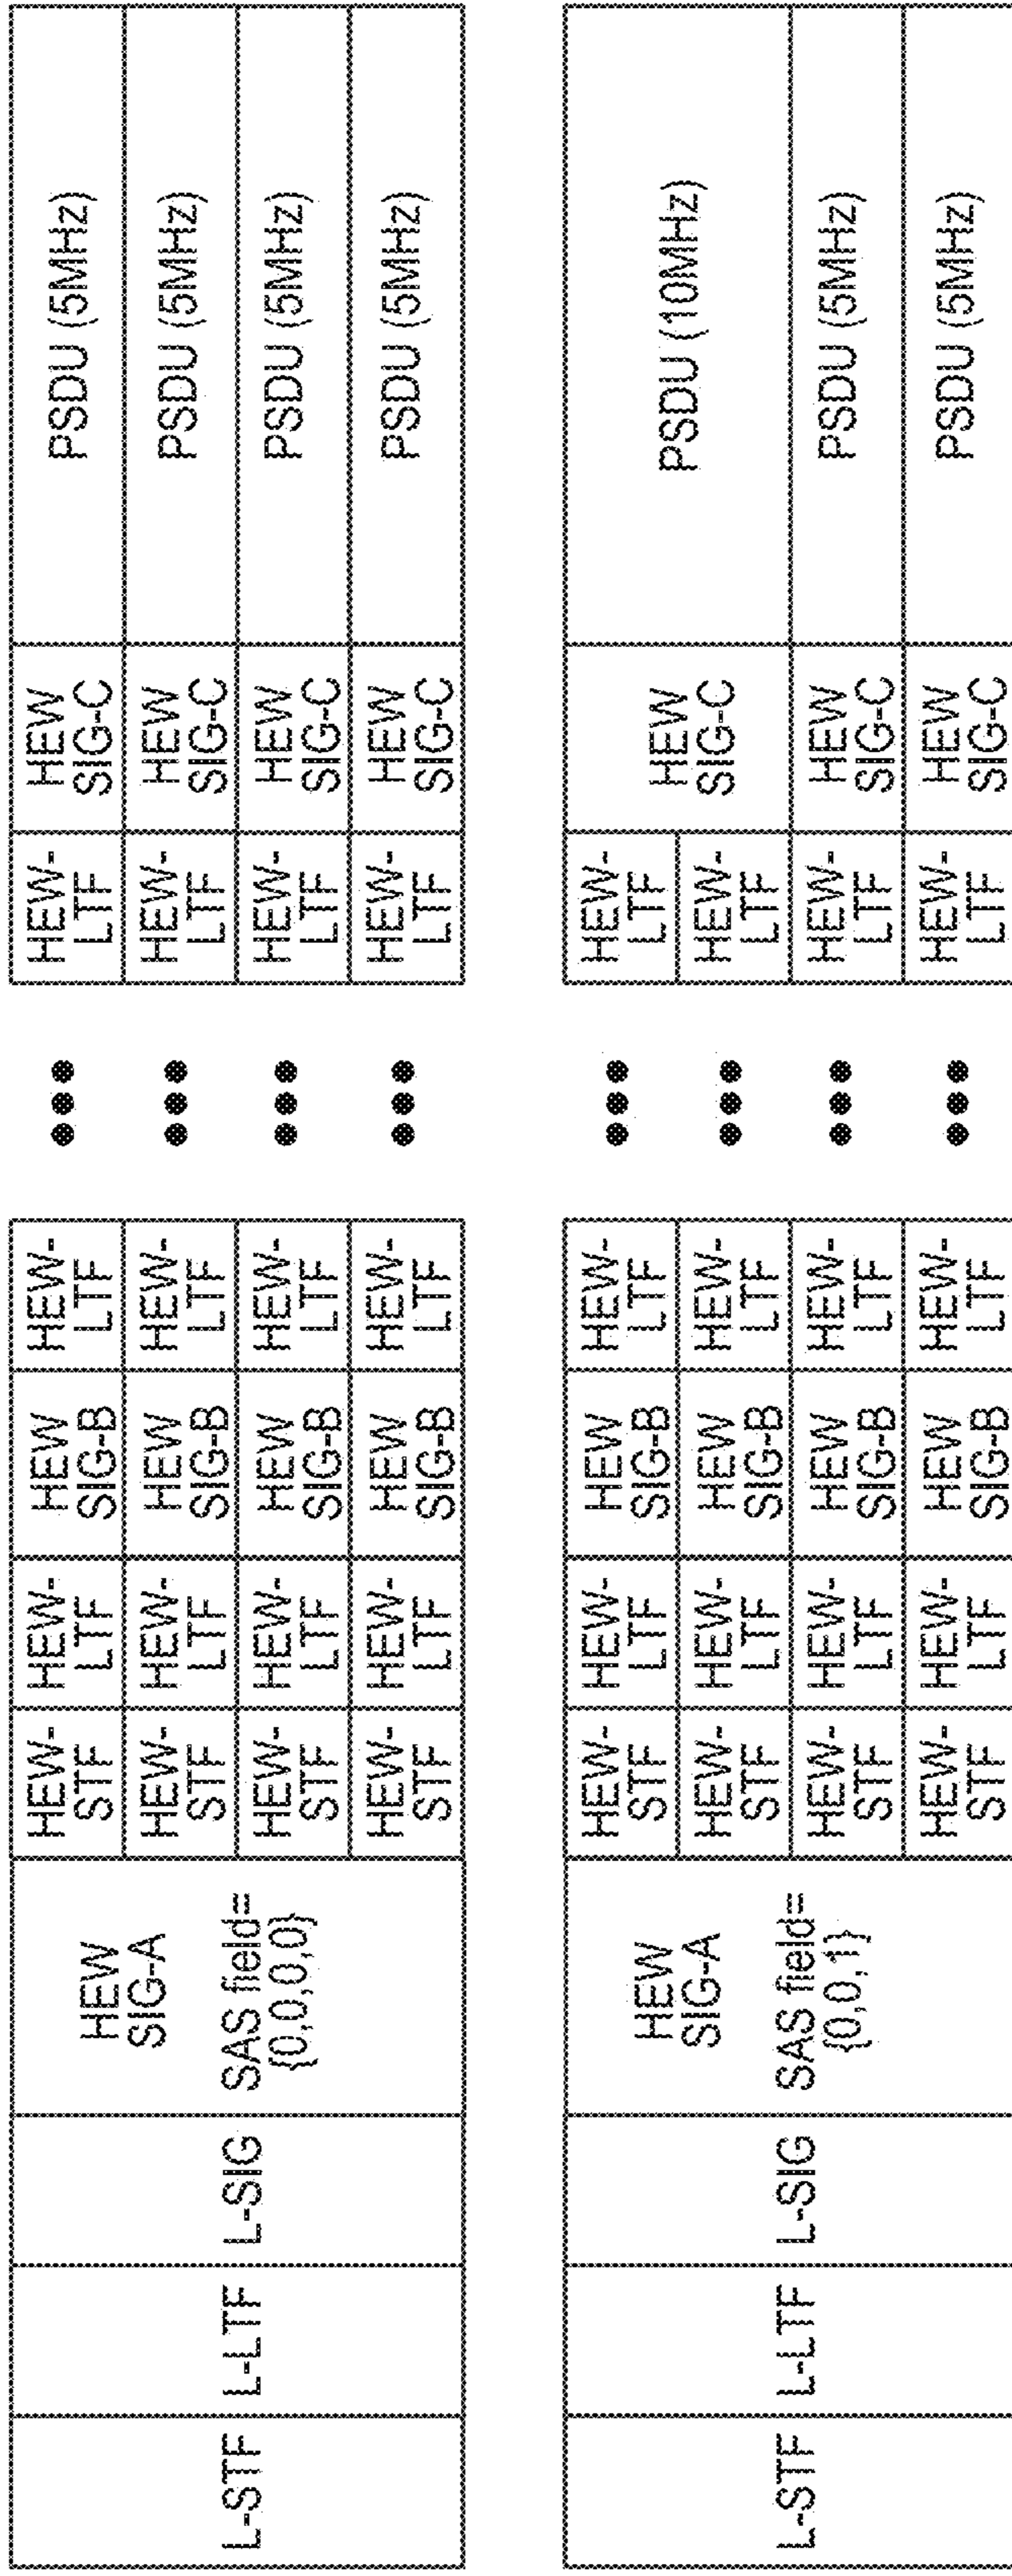 L-STF
L-LTF
L-SIG
HEW
SIG-A
SAS field=
{0,0,0,0}
HEW-
STF
HEW-
STF
HEW-
STF
HEW-
STF
HEW-
LTF
HEW-
LTF
HEW-
LTF
HEW-
LTF
HEW
SIG-B
HEW
SIG-B
HEW
SIG-B
HEW
SIG-B
HEW-
LTF
HEW-
LTF
HEW-
LTF
HEW-
LTF
HEW-
LTF
HEW-
LTF
HEW-
LTF
HEW-
LTF
HEW
SIG-C
HEW
SIG-C
HEW
SIG-C
HEW
SIG-C
PSDU (5MHz)
PSDU (5MHz)
PSDU (5MHz)
PSDU (5MHz)
L-STF
L-LTF
L-SIG
HEW
SIG-A
SAS field=
{0,0,1}
HEW-
STF
HEW-
STF
HEW-
STF
HEW-
STF
HEW-
LTF
HEW-
LTF
HEW-
LTF
HEW-
LTF
HEW
SIG-B
HEW
SIG-B
HEW
SIG-B
HEW
SIG-B
HEW-
LTF
HEW-
LTF
HEW-
LTF
HEW-
LTF
HEW-
LTF
HEW-
LTF
HEW-
LTF
HEW-
LTF
HEW
SIG-C
HEW
SIG-C
HEW
SIG-C
PSDU (10MHz)
PSDU (5MHz)
PSDU (5MHz)